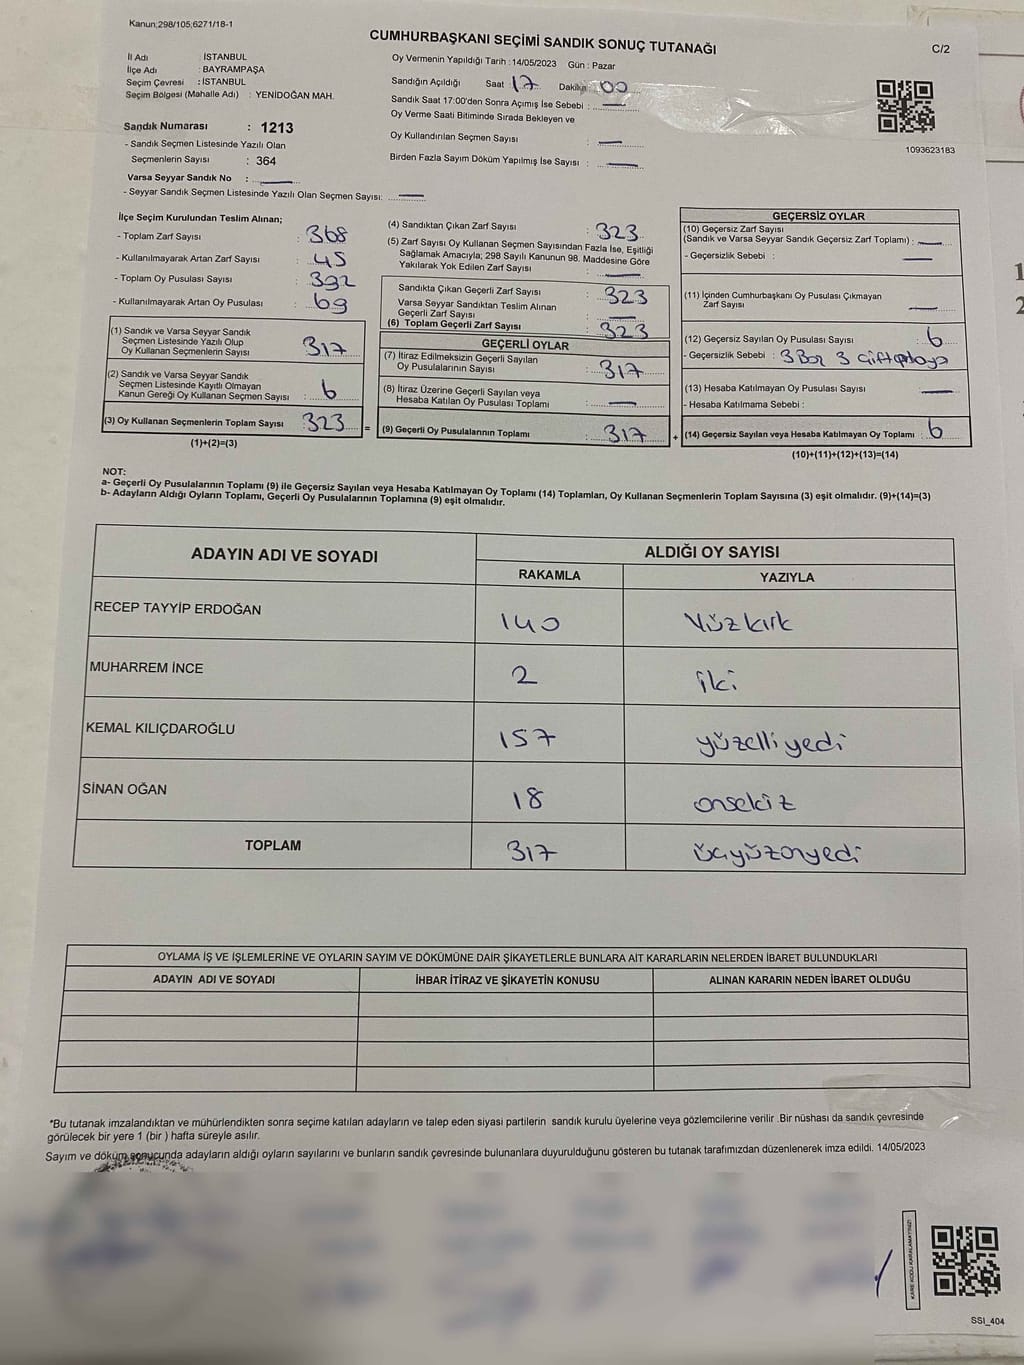 Kanun;298/105;6271/18-1
CUMHURBAŞKANI SEÇİMİ SANDIK SONUÇ TUTANAĞI
C/2
İl Adı : İSTANBUL
İlçe Adı : BAYRAMPAŞA
Seçim Çevresi : İSTANBUL
Seçim Bölgesi (Mahalle Adı) : YENİDOĞAN MAH.
Oy Vermenin Yapıldığı Tarih : 14/05/2023 Gün : Pazar
Sandığın Açıldığı Saat 17 Dakika 00
Sandık Saat 17:00'den Sonra Açımış İse Sebebi : —
Oy Verme Saati Bitiminde Sırada Bekleyen ve
Oy Kullandırılan Seçmen Sayısı : —
Birden Fazla Sayım Döküm Yapılmış İse Sayısı : —
1093623183
Sandık Numarası : 1213
- Sandık Seçmen Listesinde Yazılı Olan
Seçmenlerin Sayısı : 364
Varsa Seyyar Sandık No : —
- Seyyar Sandık Seçmen Listesinde Yazılı Olan Seçmen Sayısı: —
İlçe Seçim Kurulundan Teslim Alınan;
- Toplam Zarf Sayısı : 368
- Kullanılmayarak Artan Zarf Sayısı : 45
- Toplam Oy Pusulası Sayısı : 392
- Kullanılmayarak Artan Oy Pusulası : 69
(1) Sandık ve Varsa Seyyar Sandık
Seçmen Listesinde Yazılı Olup
Oy Kullanan Seçmenlerin Sayısı : 317
(2) Sandık ve Varsa Seyyar Sandık
Seçmen Listesinde Kayıtlı Olmayan
Kanun Gereği Oy Kullanan Seçmen Sayısı : 6
(3) Oy Kullanan Seçmenlerin Toplam Sayısı : 323 =
(1)+(2)=(3)
(4) Sandıktan Çıkan Zarf Sayısı : 323
(5) Zarf Sayısı Oy Kullanan Seçmen Sayısından Fazla İse, Eşitliği
Sağlamak Amacıyla; 298 Sayılı Kanunun 98. Maddesine Göre
Yakılarak Yok Edilen Zarf Sayısı : —
Sandıkta Çıkan Geçerli Zarf Sayısı : 323
Varsa Seyyar Sandıktan Teslim Alınan
Geçerli Zarf Sayısı : —
(6) Toplam Geçerli Zarf Sayısı : 323
GEÇERLİ OYLAR
(7) İtiraz Edilmeksizin Geçerli Sayılan
Oy Pusulalarının Sayısı : 317
(8) İtiraz Üzerine Geçerli Sayılan veya
Hesaba Katılan Oy Pusulası Toplamı : —
(9) Geçerli Oy Pusulalarının Toplamı : 317 +
GEÇERSİZ OYLAR
(10) Geçersiz Zarf Sayısı
(Sandık ve Varsa Seyyar Sandık Geçersiz Zarf Toplamı) : —
- Geçersizlik Sebebi : —
(11) İçinden Cumhurbaşkanı Oy Pusulası Çıkmayan
Zarf Sayısı : —
(12) Geçersiz Sayılan Oy Pusulası Sayısı : 6
- Geçersizlik Sebebi : 3 Boş 3 Çift
(13) Hesaba Katılmayan Oy Pusulası Sayısı : —
- Hesaba Katılmama Sebebi :
(14) Geçersiz Sayılan veya Hesaba Katılmayan Oy Toplamı : 6
(10)+(11)+(12)+(13)=(14)
NOT:
a- Geçerli Oy Pusulalarının Toplamı (9) ile Geçersiz Sayılan veya Hesaba Katılmayan Oy Toplamı (14) Toplamları, Oy Kullanan Seçmenlerin Toplam Sayısına (3) eşit olmalıdır. (9)+(14)=(3)
b- Adayların Aldığı Oyların Toplamı, Geçerli Oy Pusulalarının Toplamına (9) eşit olmalıdır.
ADAYIN ADI VE SOYADI ALDIĞI OY SAYISI
RAKAMLA YAZIYLA
RECEP TAYYİP ERDOĞAN 140 Yüzkırk
MUHARREM İNCE 2 iki
KEMAL KILIÇDAROĞLU 157 yüzelliyedi
SİNAN OĞAN 18 onsekiz
TOPLAM 317 üçyüzonyedi
OYLAMA İŞ VE İŞLEMLERİNE VE OYLARIN SAYIM VE DÖKÜMÜNE DAİR ŞİKAYETLERLE BUNLARA AİT KARARLARIN NELERDEN İBARET BULUNDUKLARI
ADAYIN ADI VE SOYADI İHBAR İTİRAZ VE ŞİKAYETİN KONUSU ALINAN KARARIN NEDEN İBARET OLDUĞU
*Bu tutanak imzalandıktan ve mühürlendikten sonra seçime katılan adayların ve talep eden siyasi partilerin sandık kurulu üyelerine veya gözlemcilerine verilir .Bir nüshası da sandık çevresinde
görülecek bir yere 1 (bir ) hafta süreyle asılır.
Sayım ve döküm sonucunda adayların aldığı oyların sayılarını ve bunların sandık çevresinde bulunanlara duyurulduğunu gösteren bu tutanak tarafımızdan düzenlenerek imza edildi. 14/05/2023
KARE KODU KARALAMAYINIZ!
SSI_404